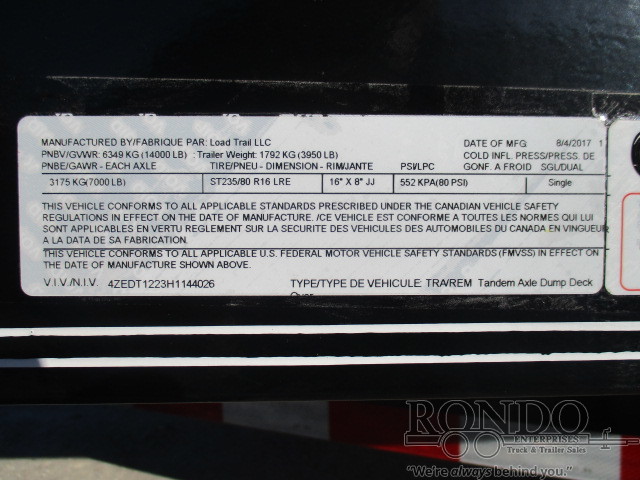 MANUFACTURED BY/FABRIQUE PAR: Load Trail LLC DATE OF MFG 8/4/2017
PNBV/GVWR: 6349 KG (14000 LB) : Trailer Weight: 1792 KG (3950 LB) COLD INFL. PRESS/PRESS. DE
PNBE/GAWR - EACH AXLE TIRE/PNEU - DIMENSION - RIM/JANTE PSI/LPC GONF. A FROID SGL/DUAL
3175 KG(7000 LB) ST235/80 R16 LRE 16" X 8" JJ 552 KPA(80 PSI) Single
THIS VEHICLE CONFORMS TO ALL APPLICABLE STANDARDS PRESCRIBED UNDER THE CANADIAN VEHICLE SAFETY
REGULATIONS IN EFFECT ON THE DATE OF MANUFACTURE. /CE VEHICLE EST CONFORME A TOUTES LES NORMES QUI LUI
SONT APPLICABLES EN VERTU REGLEMENT SUR LA SECURITE DES VEHICULES DES AUTOMOBILES DU CANADA EN VINGUEUR
A LA DATA DE SA FABRICATION.
THIS VEHICLE CONFORMS TO ALL APPLICABLE U.S. FEDERAL MOTOR VEHICLE SAFETY STANDARDS (FMVSS) IN EFFECT ON
THE DATE OF MANUFACTURE SHOWN ABOVE.
V.I.V./N.I.V. 4ZEDT1223H1144026 TYPE/TYPE DE VEHICULE: TRA/REM Tandem Axle Dump Deck
Over
RONDO
ENTERPRISES
Truck & Trailer Sales
"We're always behind you."